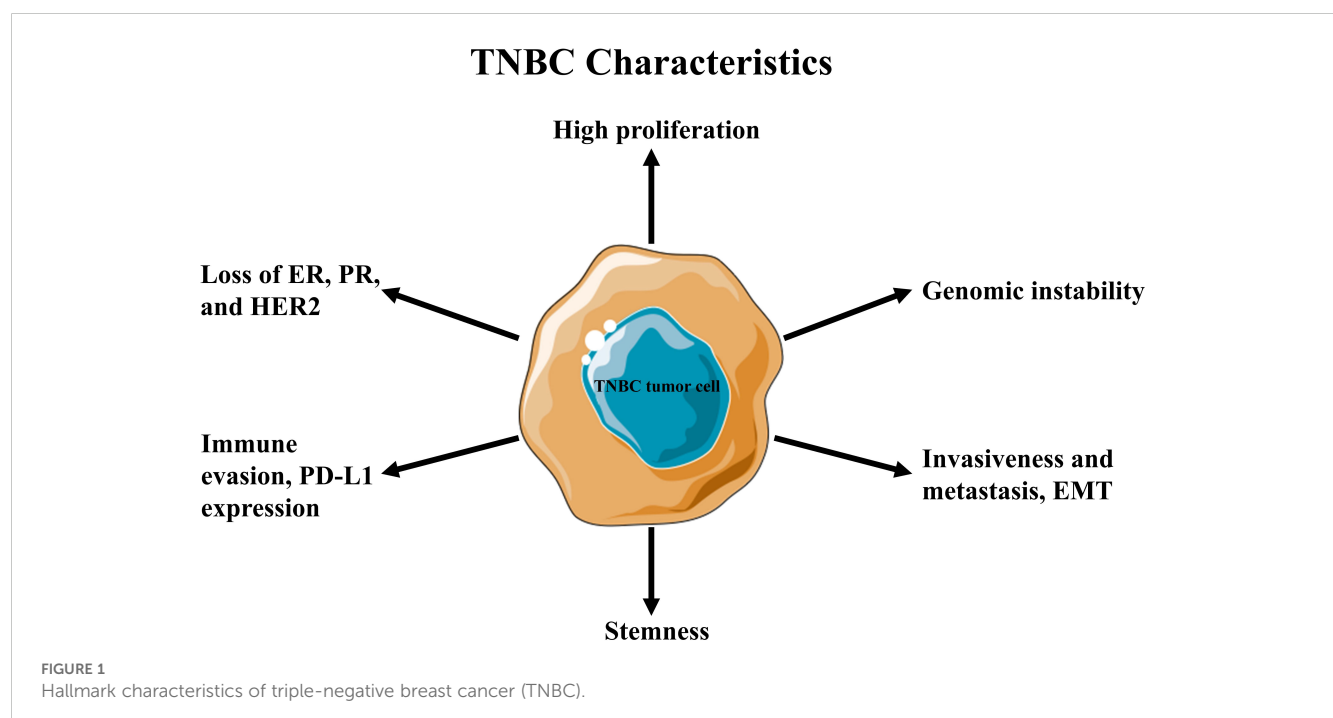 TNBC Characteristics
High proliferation
Loss of ER, PR,
and HER2
Genomic instability
TNBC tumor cell
Immune
evasion, PD-L1
expression
Invasiveness and
metastasis, EMT
Stemness
FIGURE 1
Hallmark characteristics of triple-negative breast cancer (TNBC).